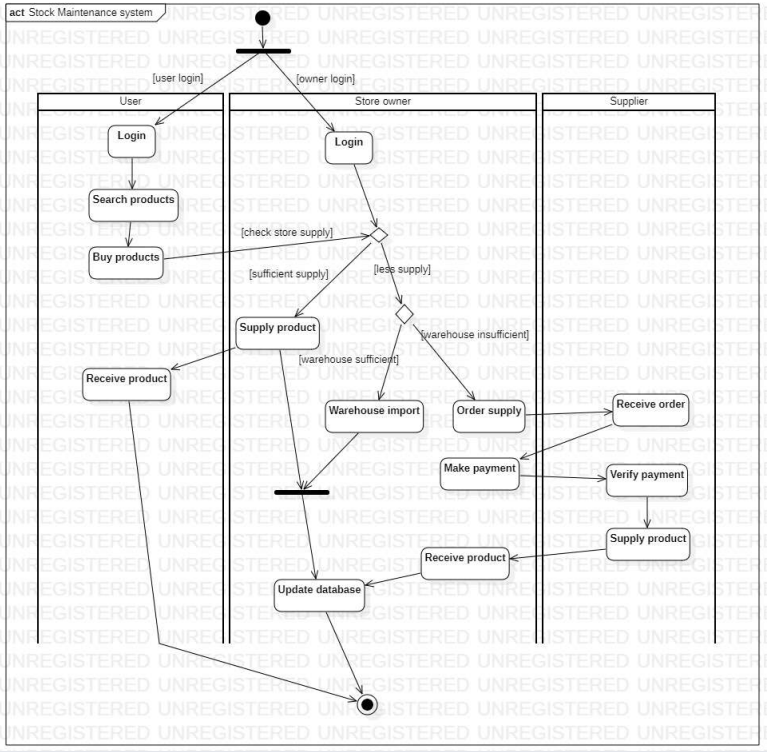 act Stock Maintenance system
[user login]
[owner login]
User
Store owner
Supplier
Login
Login
Search products
[check store supply]
Buy products
[sufficient supply]
[less supply]
Supply product
[warehouse insufficient]
[warehouse sufficient]
Receive product
Warehouse import
Order supply
Receive order
Make payment
Verify payment
Supply product
Receive product
Update database
UNREGISTERED UNREGISTERED UNREGISTERED UNREGISTERED UNREGISTERED